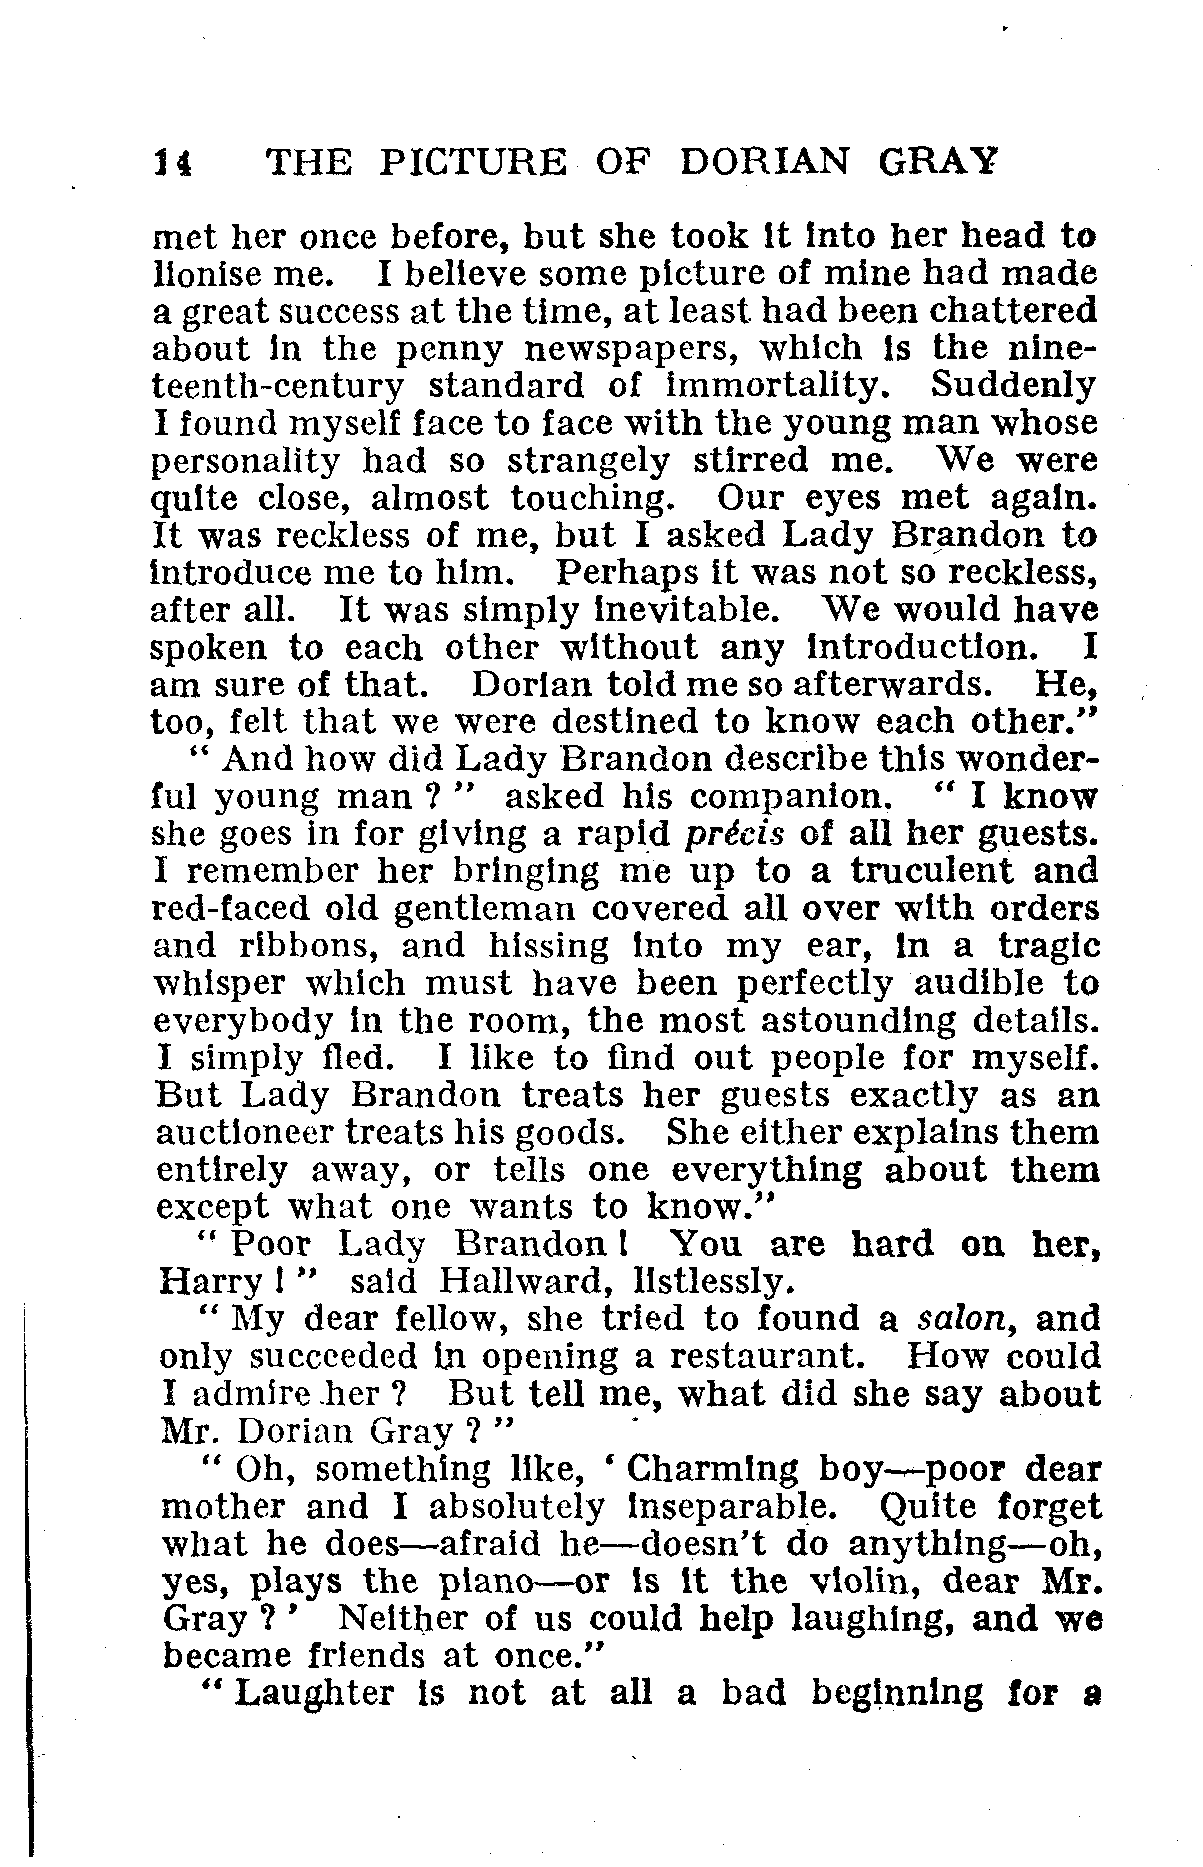 14 THE PICTURE OF DORIAN GRAY
met her once before, but she took it into her head to
lionise me. I believe some picture of mine had made
a great success at the time, at least had been chattered
about in the penny newspapers, which is the nine-
teenth-century standard of immortality. Suddenly
I found myself face to face with the young man whose
personality had so strangely stirred me. We were
quite close, almost touching. Our eyes met again.
It was reckless of me, but I asked Lady Brandon to
introduce me to him. Perhaps it was not so reckless,
after all. It was simply inevitable. We would have
spoken to each other without any introduction. I
am sure of that. Dorian told me so afterwards. He,
too, felt that we were destined to know each other."
" And how did Lady Brandon describe this wonder-
ful young man ? " asked his companion. " I know
she goes in for giving a rapid précis of all her guests.
I remember her bringing me up to a truculent and
red-faced old gentleman covered all over with orders
and ribbons, and hissing into my ear, in a tragic
whisper which must have been perfectly audible to
everybody in the room, the most astounding details.
I simply fled. I like to find out people for myself.
But Lady Brandon treats her guests exactly as an
auctioneer treats his goods. She either explains them
entirely away, or tells one everything about them
except what one wants to know."
" Poor Lady Brandon ! You are hard on her,
Harry ! " said Hallward, listlessly.
" My dear fellow, she tried to found a salon, and
only succeeded in opening a restaurant. How could
I admire her ? But tell me, what did she say about
Mr. Dorian Gray ? "
" Oh, something like, ' Charming boy—poor dear
mother and I absolutely inseparable. Quite forget
what he does—afraid he—doesn't do anything—oh,
yes, plays the piano—or is it the violin, dear Mr.
Gray ? ' Neither of us could help laughing, and we
became friends at once."
" Laughter is not at all a bad beginning for a